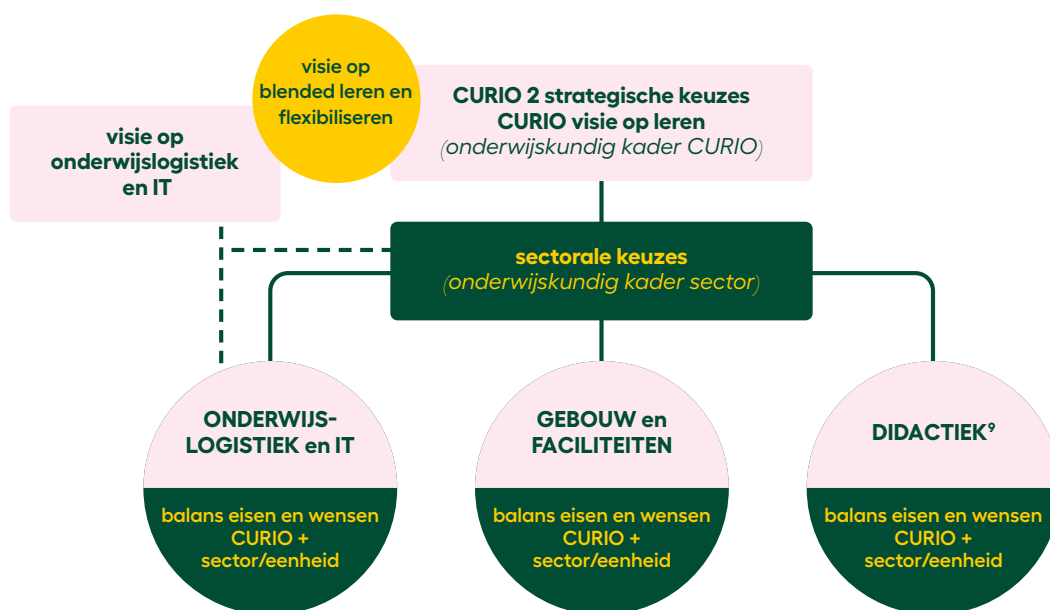 visie op
blended leren en
flexibiliseren
CURIO 2 strategische keuzes
CURIO visie op leren
(onderwijskundig kader CURIO)
visie op
onderwijslogistiek
en IT
sectorale keuzes
(onderwijskundig kader sector)
ONDERWIJS-
LOGISTIEK en IT
balans eisen en wensen
CURIO +
sector/eenheid
GEBOUW en
FACILITEITEN
balans eisen en wensen
CURIO +
sector/eenheid
DIDACTIEK⁹
balans eisen en wensen
CURIO +
sector/eenheid